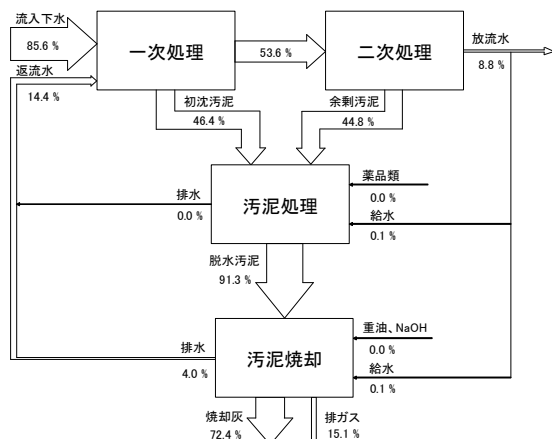 流入下水
85.6 %
一次処理
53.6 %
二次処理
放流水
8.8 %
返流水
14.4 %
初沈汚泥
46.4 %
余剰汚泥
44.8 %
排水
0.0 %
汚泥処理
薬品類
0.0 %
給水
0.1 %
脱水汚泥
91.3 %
排水
4.0 %
汚泥焼却
重油、NaOH
0.0 %
給水
0.1 %
焼却灰
72.4 %
排ガス
15.1 %